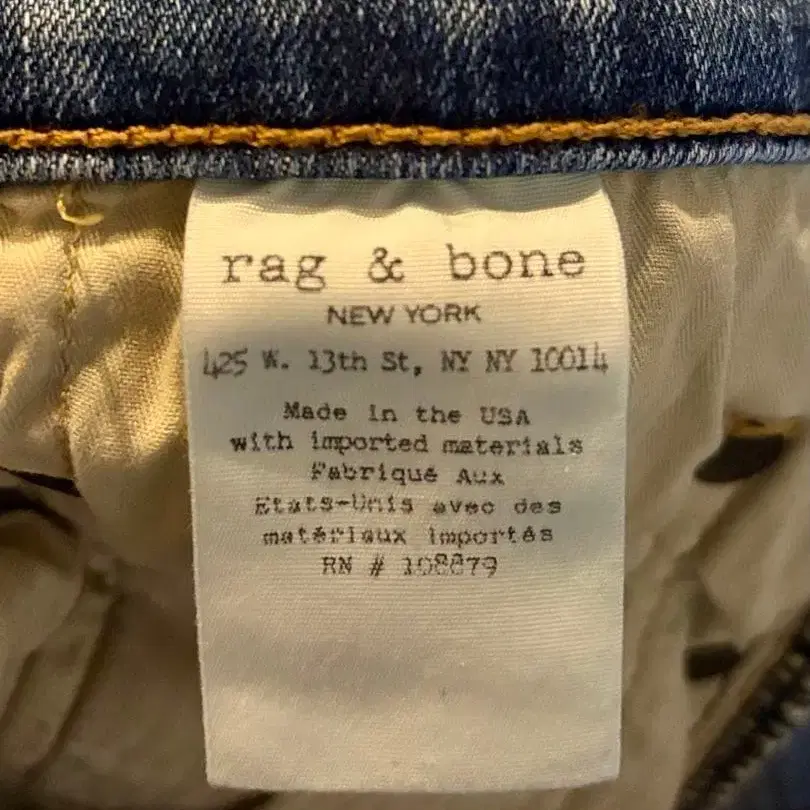 rag & bone
NEW YORK
425 W. 13th St, NY NY 10014
Made in the USA
with imported materials
Fabriqué Aux
Etats-Unis avec des
matériaux importés
RN # 108879